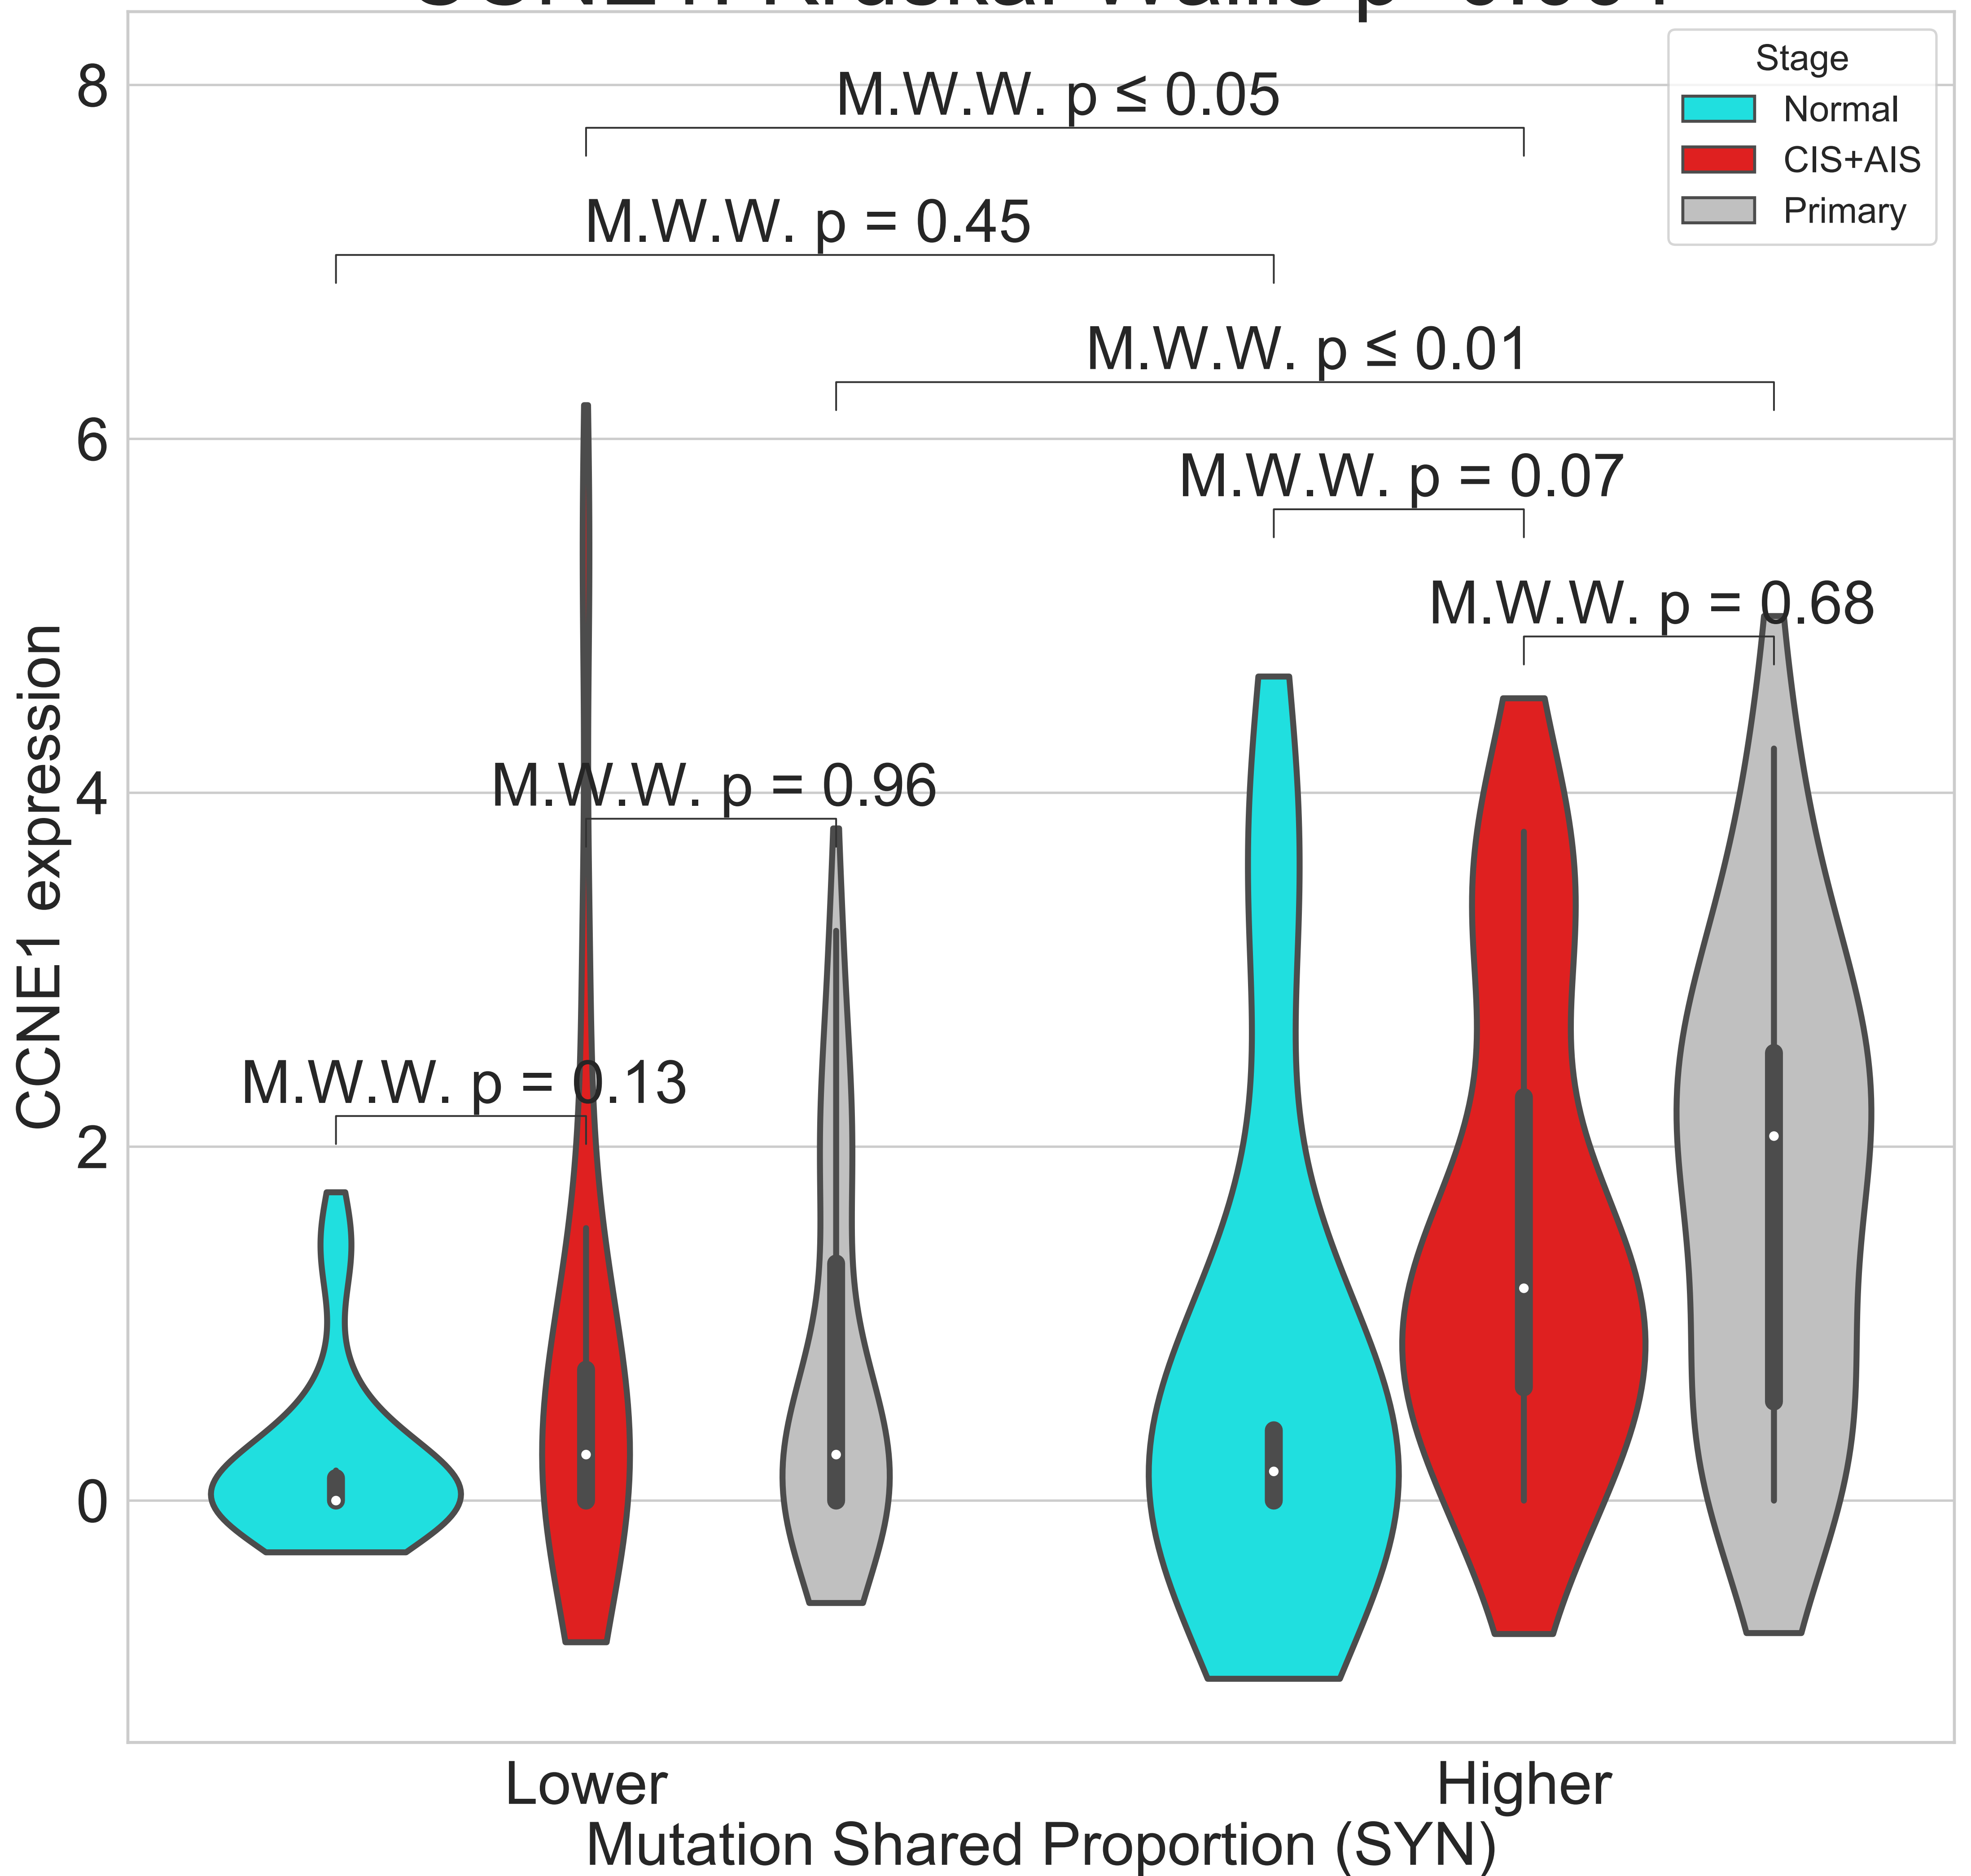 Stage
Normal
CIS+AIS
Primary
M.W.W. p ≤ 0.05
M.W.W. p = 0.45
M.W.W. p ≤ 0.01
M.W.W. p = 0.07
M.W.W. p = 0.68
M.W.W. p = 0.96
M.W.W. p = 0.13
8
6
4
2
0
CCNE1 expression
Lower
Higher
Mutation Shared Proportion (SYN)